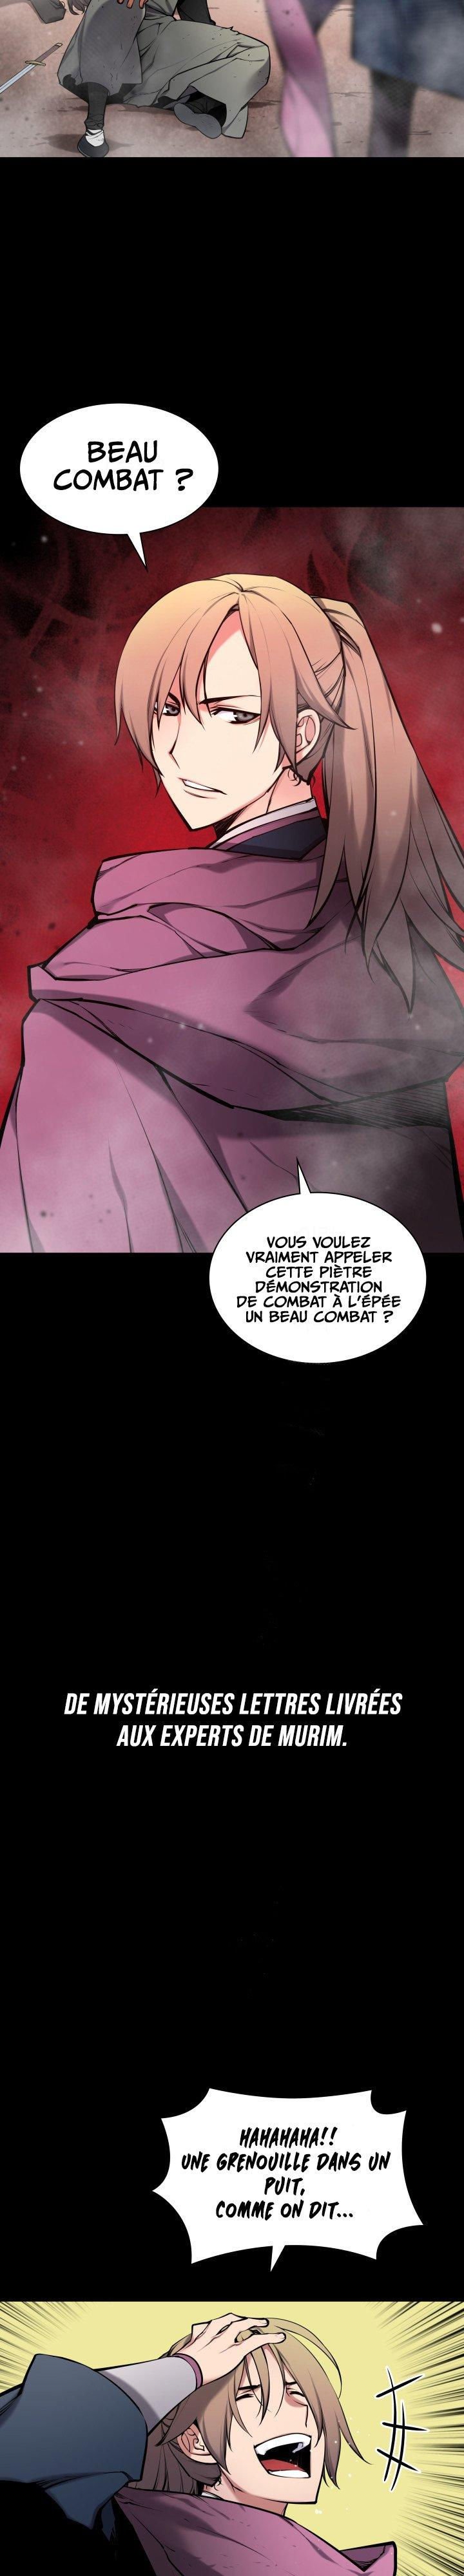 BEAU
COMBAT ?
VOUS VOULEZ
VRAIMENT APPELER
CETTE PIÈTRE
DÉMONSTRATION
DE COMBAT À L'ÉPÉE
UN BEAU COMBAT ?
DE MYSTÉRIEUSES LETTRES LIVRÉES
AUX EXPERTS DE MURIM.
HAHAHAHA!!
UNE GRENOUILLE DANS UN
PUIT,
COMME ON DIT...